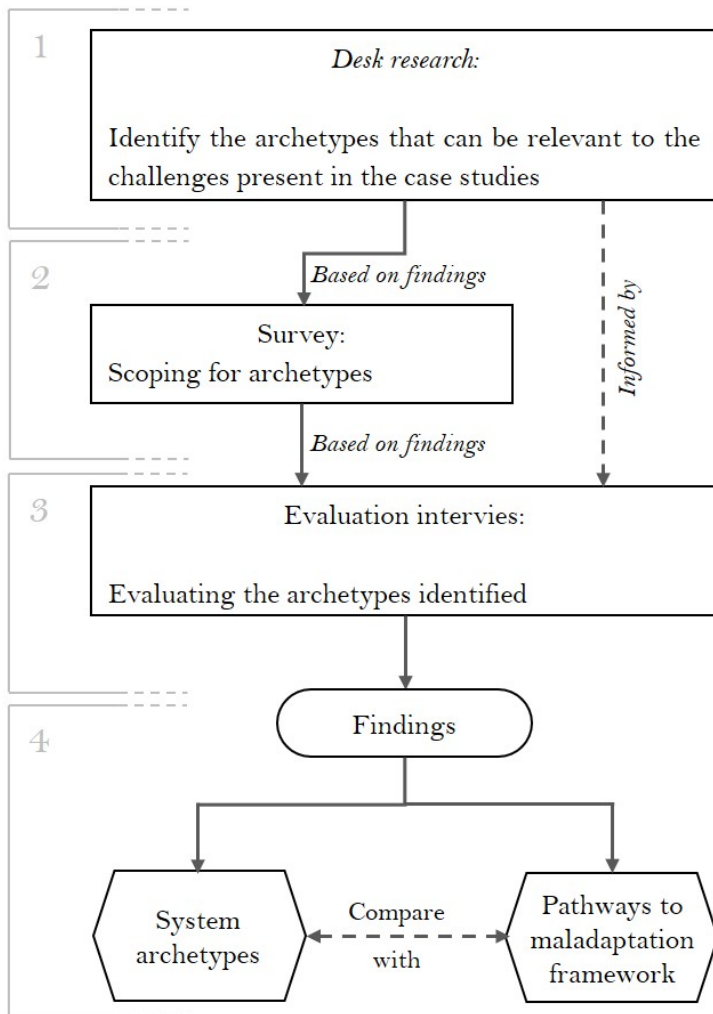 1
Desk research:
Identify the archetypes that can be relevant to the
challenges present in the case studies
2
Based on findings
Informed by
Survey:
Scoping for archetypes
Based on findings
3
Evaluation intervies:
Evaluating the archetypes identified
Findings
4
System
archetypes
Compare
with
Pathways to
maladaptation
framework